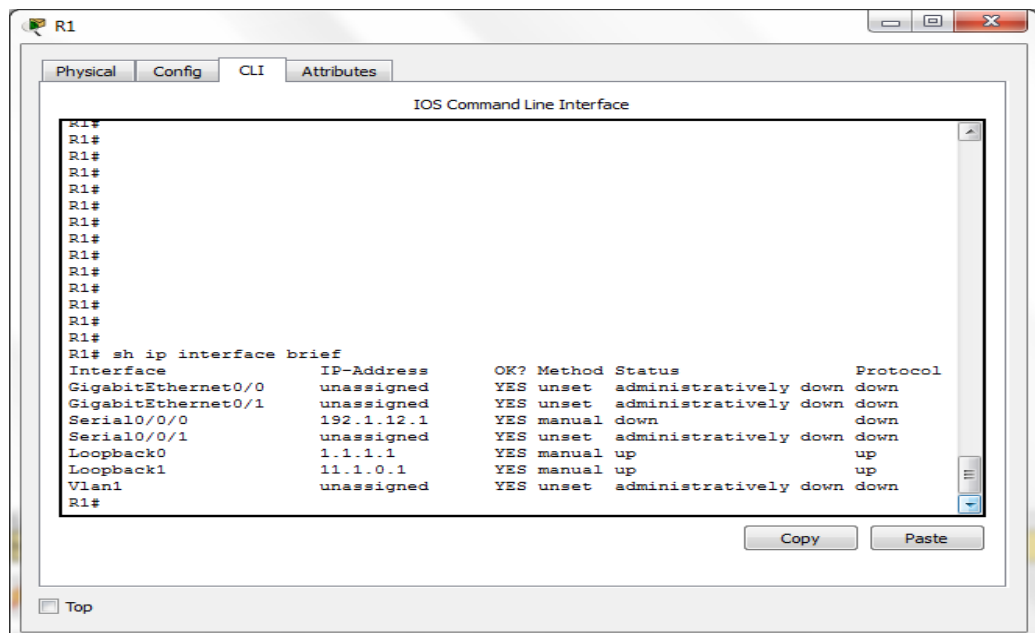 R1
Physical Config CLI Attributes
IOS Command Line Interface
R1#
R1#
R1#
R1#
R1#
R1#
R1#
R1#
R1#
R1#
R1#
R1#
R1#
R1#
R1# sh ip interface brief
Interface IP-Address OK? Method Status Protocol
GigabitEthernet0/0 unassigned YES unset administratively down down
GigabitEthernet0/1 unassigned YES unset administratively down down
Serial0/0/0 192.1.12.1 YES manual down down
Serial0/0/1 unassigned YES unset administratively down down
Loopback0 1.1.1.1 YES manual up up
Loopback1 11.1.0.1 YES manual up up
Vlan1 unassigned YES unset administratively down down
R1#
Copy Paste
Top